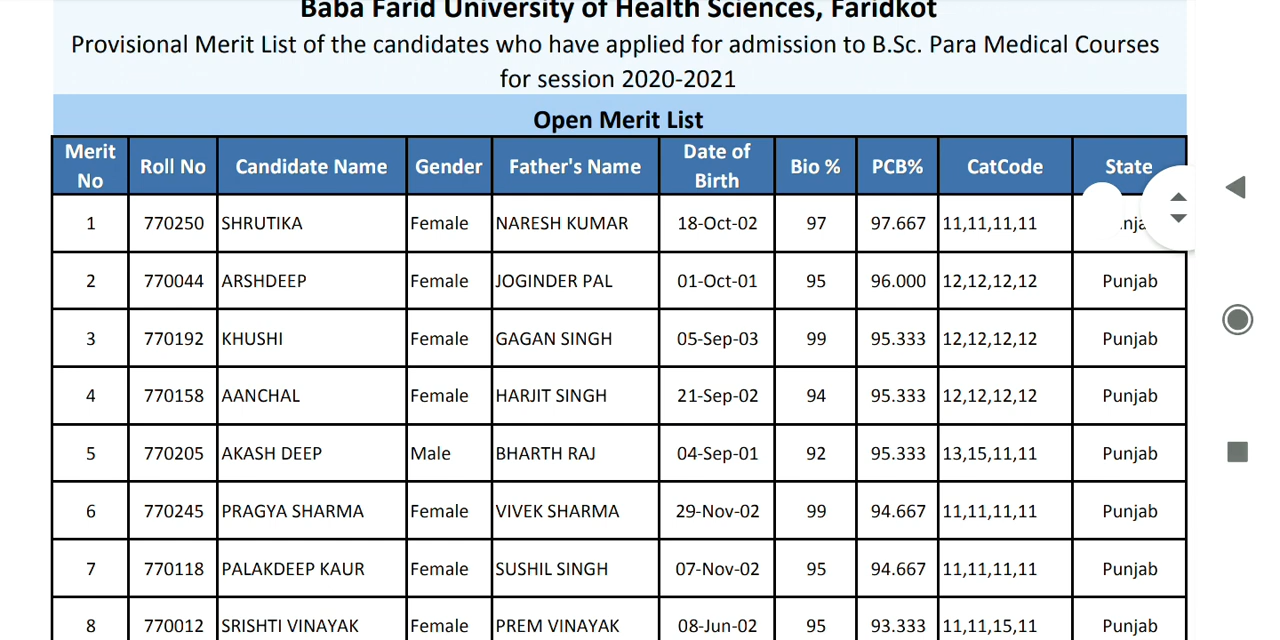 Baba Farid University of Health Sciences, Faridkot
Provisional Merit List of the candidates who have applied for admission to B.Sc. Para Medical Courses
for session 2020-2021
Open Merit List
Merit No Roll No Candidate Name Gender Father's Name Date of Birth Bio % PCB% CatCode State
1 770250 SHRUTIKA Female NARESH KUMAR 18-Oct-02 97 97.667 11,11,11,11
2 770044 ARSHDEEP Female JOGINDER PAL 01-Oct-01 95 96.000 12,12,12,12 Punjab
3 770192 KHUSHI Female GAGAN SINGH 05-Sep-03 99 95.333 12,12,12,12 Punjab
4 770158 AANCHAL Female HARJIT SINGH 21-Sep-02 94 95.333 12,12,12,12 Punjab
5 770205 AKASH DEEP Male BHARTH RAJ 04-Sep-01 92 95.333 13,15,11,11 Punjab
6 770245 PRAGYA SHARMA Female VIVEK SHARMA 29-Nov-02 99 94.667 11,11,11,11 Punjab
7 770118 PALAKDEEP KAUR Female SUSHIL SINGH 07-Nov-02 95 94.667 11,11,11,11 Punjab
8 770012 SRISHTI VINAYAK Female PREM VINAYAK 08-Jun-02 95 93.333 11,11,15,11 Punjab